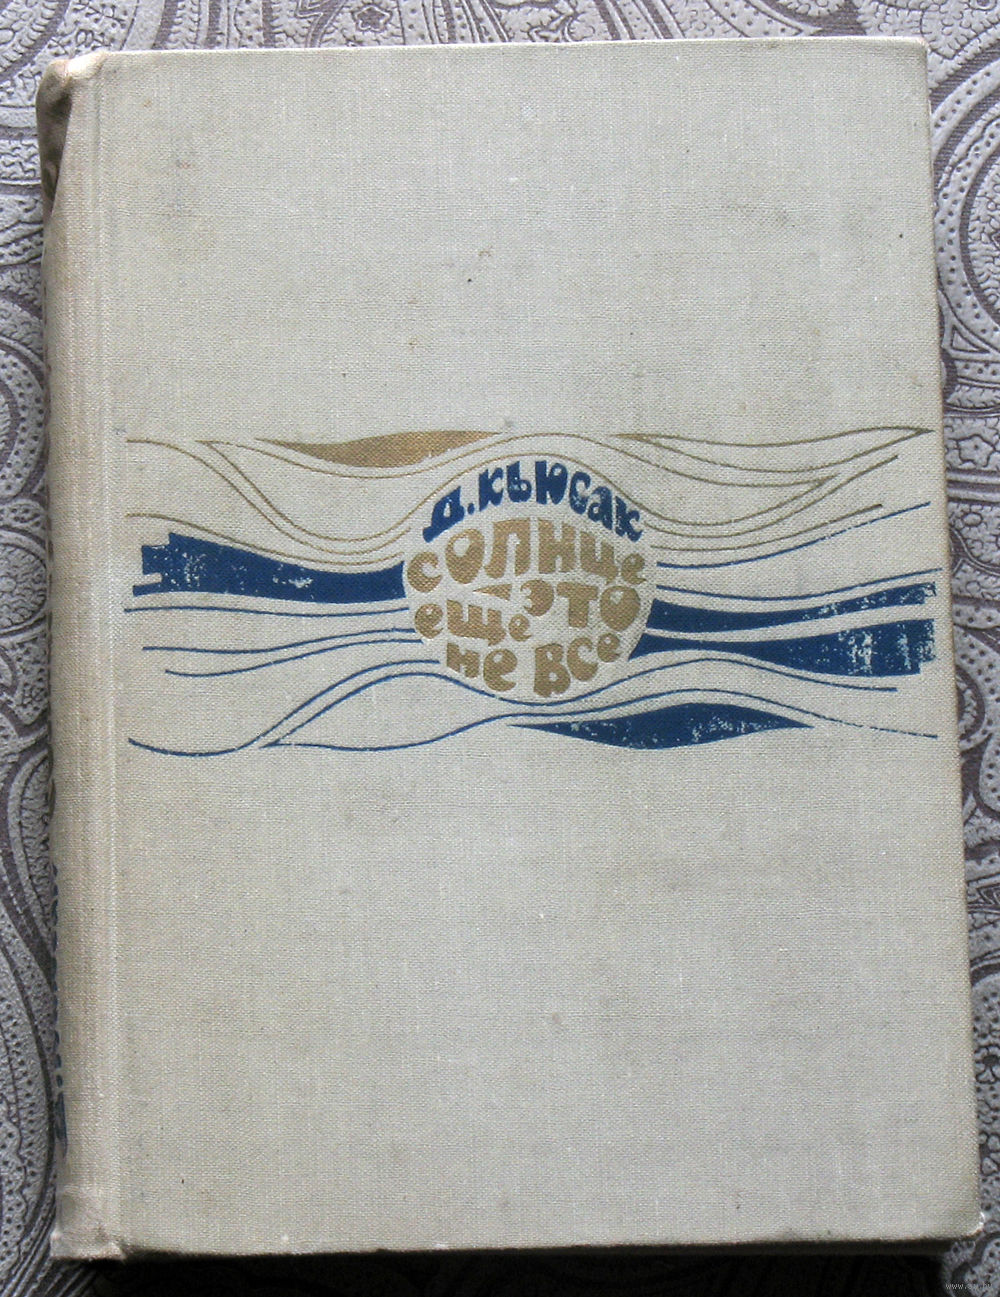 Д. Кьюсак
Солнце
– это
еще
не все